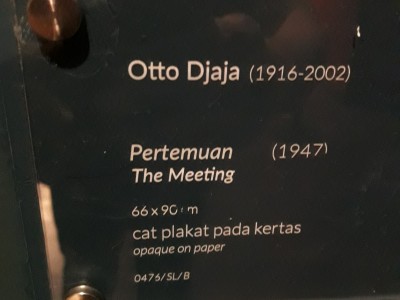 Otto Djaja (1916-2002)
Pertemuan (1947)
The Meeting
66 x 90 cm
cat plakat pada kertas
opaque on paper
0476/SL/B